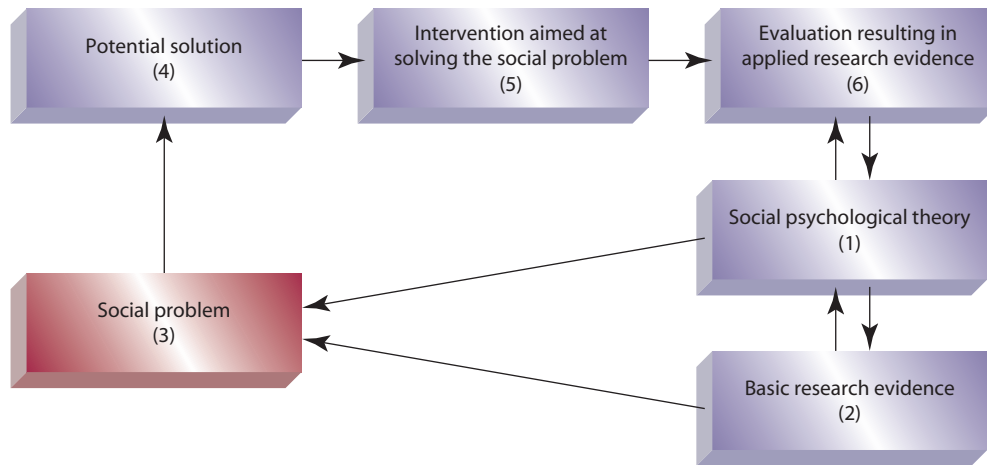 Potential solution
(4)
Intervention aimed at
solving the social problem
(5)
Evaluation resulting in
applied research evidence
(6)
Social psychological theory
(1)
Social problem
(3)
Basic research evidence
(2)